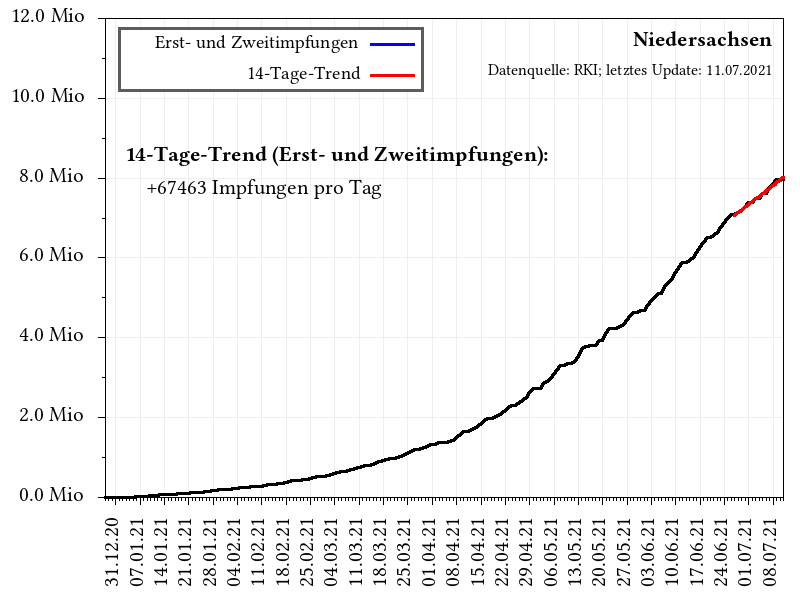 12.0 Mio
10.0 Mio
8.0 Mio
6.0 Mio
4.0 Mio
2.0 Mio
0.0 Mio
Erst- und Zweitimpfungen
14-Tage-Trend
Niedersachsen
Datenquelle: RKI; letztes Update: 11.07.2021
14-Tage-Trend (Erst- und Zweitimpfungen):
+67463 Impfungen pro Tag
31.12.20
07.01.21
14.01.21
21.01.21
28.01.21
04.02.21
11.02.21
18.02.21
25.02.21
04.03.21
11.03.21
18.03.21
25.03.21
01.04.21
08.04.21
15.04.21
22.04.21
29.04.21
06.05.21
13.05.21
20.05.21
27.05.21
03.06.21
10.06.21
17.06.21
24.06.21
01.07.21
08.07.21